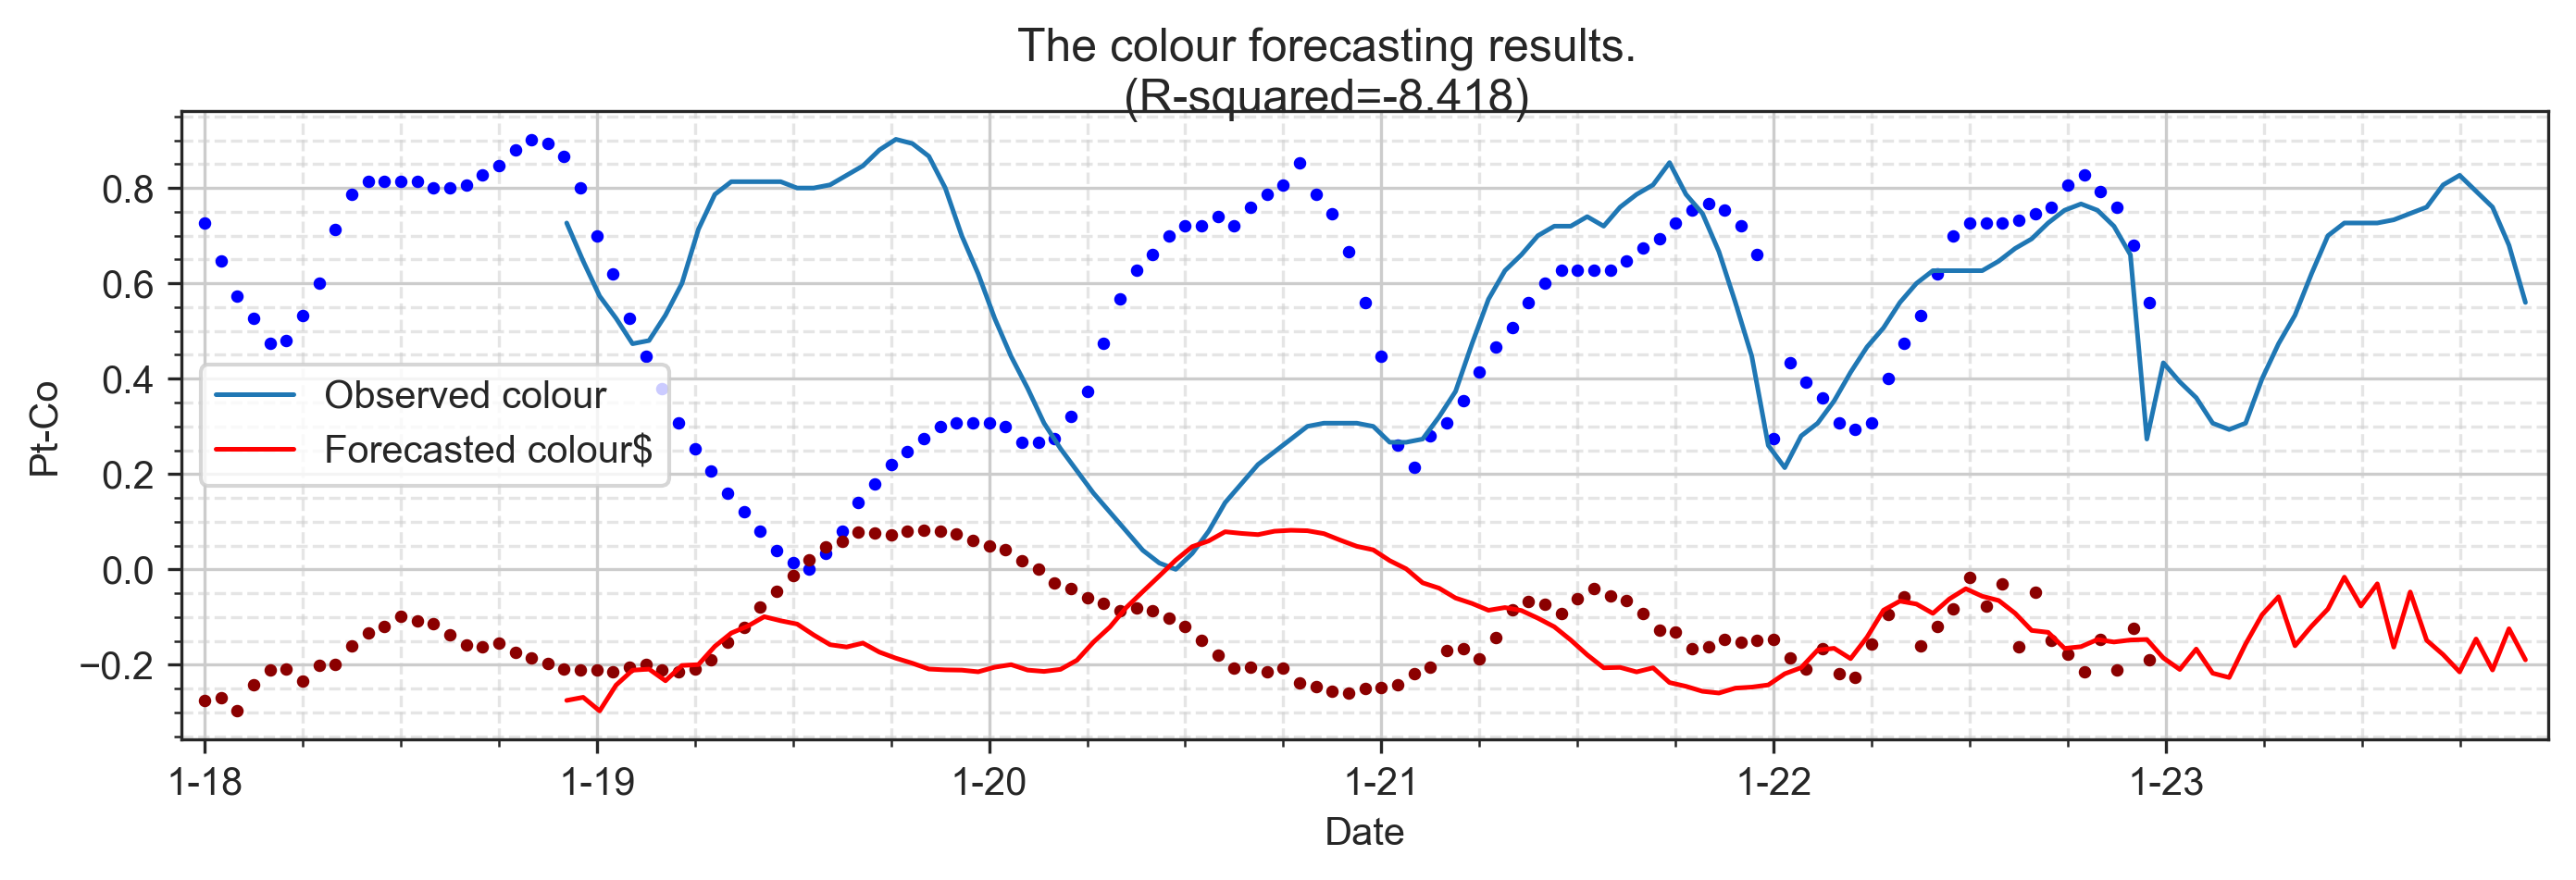 The colour forecasting results.
(R-squared=-8.418)
Pt-Co
0.8
0.6
0.4
0.2
0.0
−0.2
Observed colour
Forecasted colour$
1-18 1-19 1-20 1-21 1-22 1-23
Date